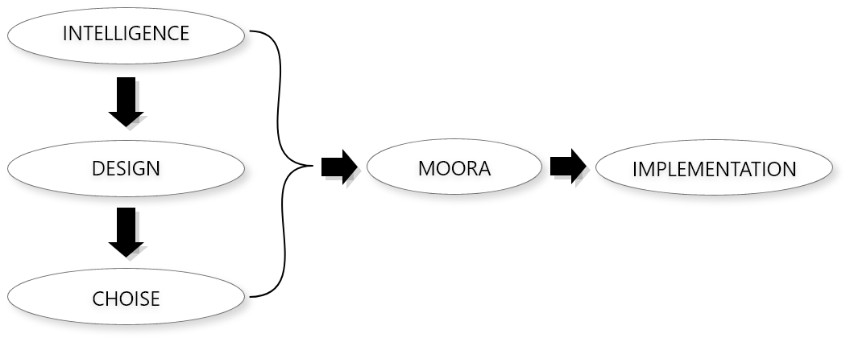 INTELLIGENCE
DESIGN
CHOISE
MOORA
IMPLEMENTATION